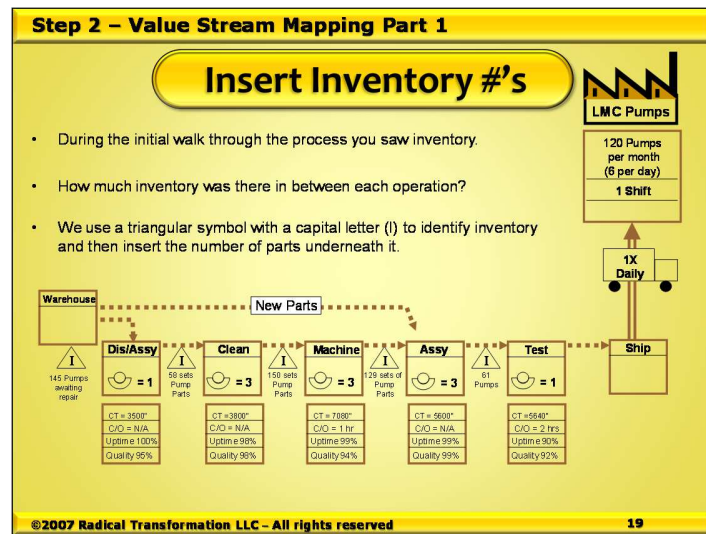 Step 2 – Value Stream Mapping Part 1
Insert Inventory #'s
LMC Pumps
• During the initial walk through the process you saw inventory.
• How much inventory was there in between each operation?
• We use a triangular symbol with a capital letter (I) to identify inventory
and then insert the number of parts underneath it.
120 Pumps
per month
(6 per day)
1 Shift
1X
Daily
Warehouse
New Parts
I
145 Pumps
awaiting
repair
Dis/Assy
= 1
CT = 3500"
C/O = N/A
Uptime 100%
Quality 95%
I
58 sets
Pump
Parts
Clean
= 3
CT =3800"
C/O = N/A
Uptime 98%
Quality 98%
I
150 sets
Pump
Parts
Machine
= 3
CT = 7080"
C/O = 1 hr
Uptime 99%
Quality 94%
I
129 sets of
Pump
Parts
Assy
= 3
CT = 5600"
C/O = N/A
Uptime 99%
Quality 99%
I
61
Pumps
Test
= 1
CT =5640"
C/O = 2 hrs
Uptime 90%
Quality 92%
Ship
©2007 Radical Transformation LLC – All rights reserved
19